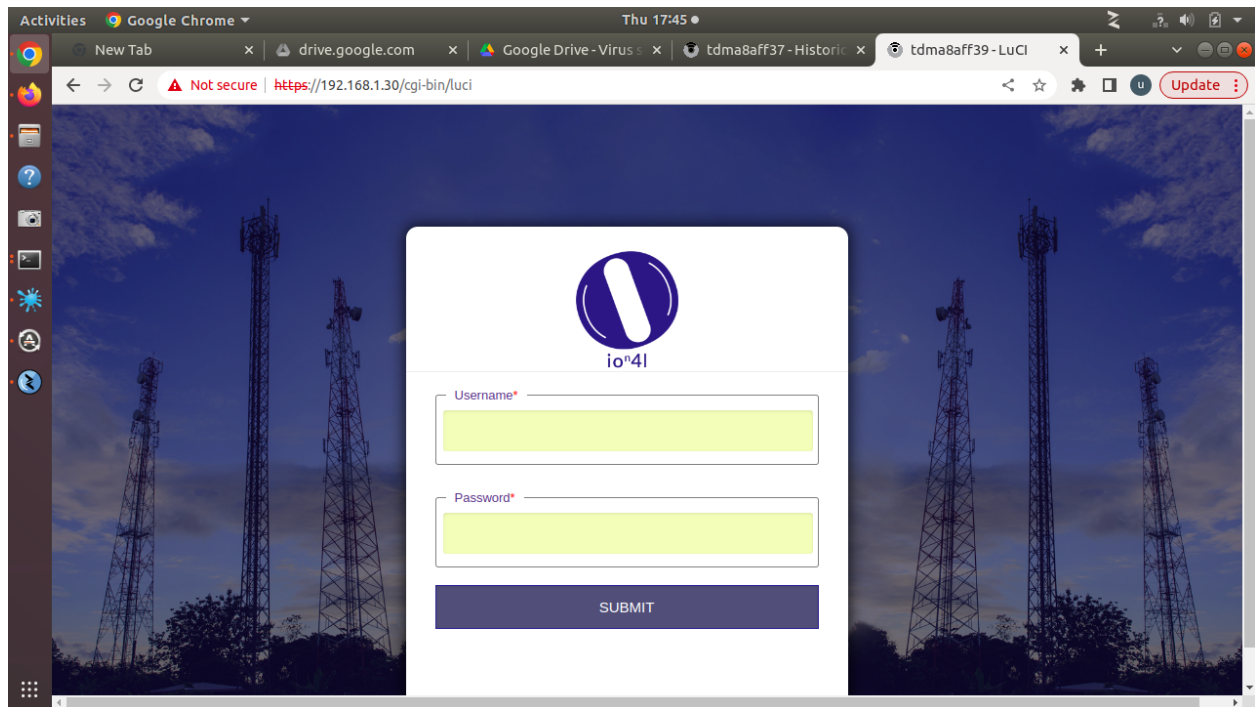 Activities Google Chrome Thu 17:45
New Tab drive.google.com Google Drive - Virus s tdma8aff37 - Historic tdma8aff39 - LuCI
Not secure https://192.168.1.30/cgi-bin/luci u Update
ioⁿ4l
Username*
Password*
SUBMIT